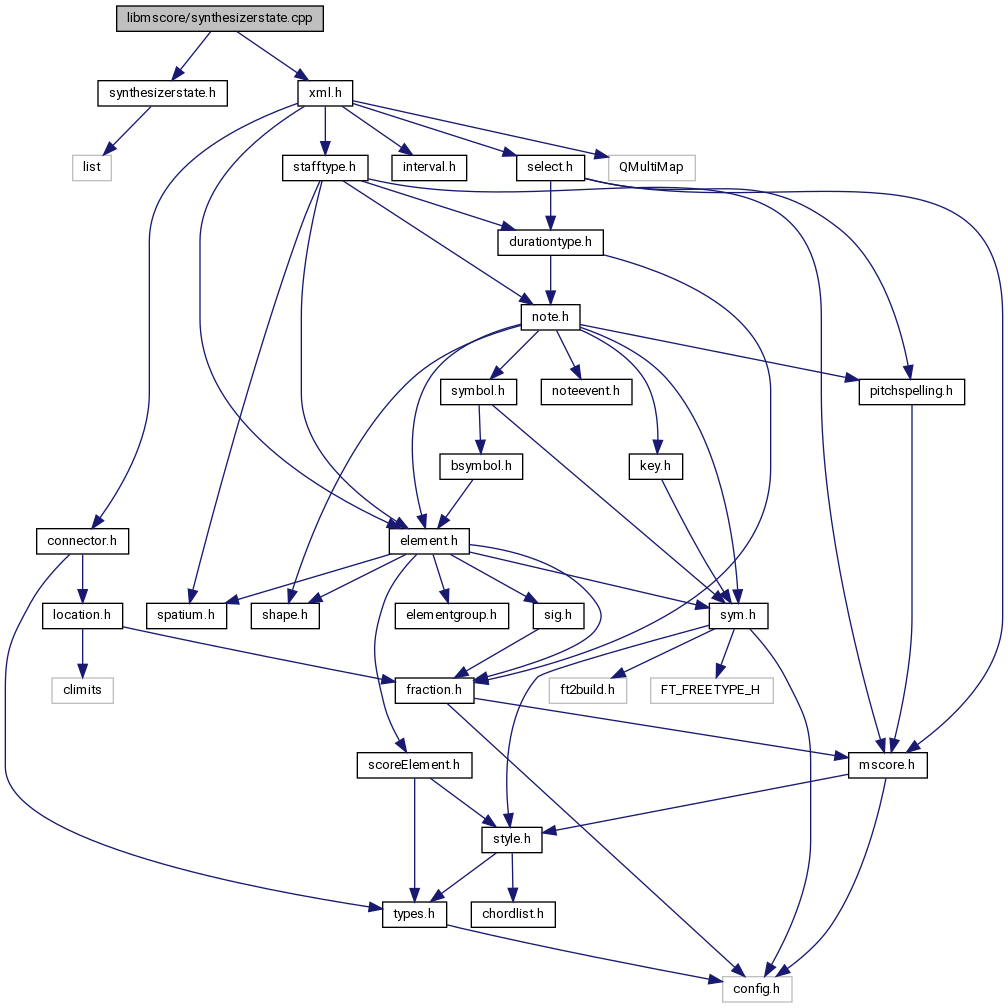 libmscore/synthesizerstate.cpp
synthesizerstate.h
xml.h
list
stafftype.h
interval.h
select.h
QMultiMap
durationtype.h
note.h
symbol.h
noteevent.h
pitchspelling.h
bsymbol.h
key.h
connector.h
element.h
location.h
spatium.h
shape.h
elementgroup.h
sig.h
sym.h
climits
fraction.h
ft2build.h
FT_FREETYPE_H
scoreElement.h
mscore.h
style.h
types.h
chordlist.h
config.h